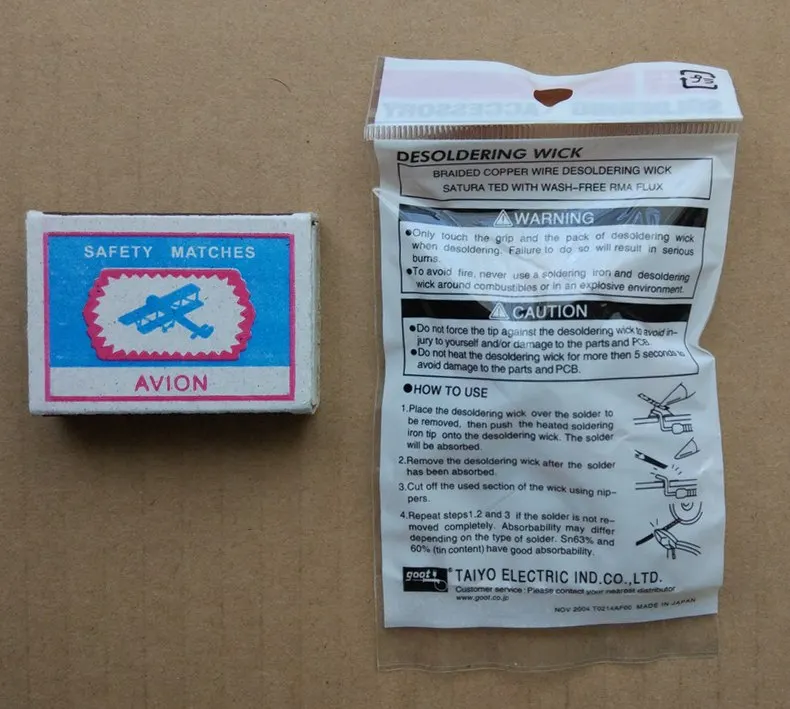 SAFETY MATCHES
AVION
SOLDERING ACCESSORY
DESOLDERING WICK
BRAIDED COPPER WIRE DESOLDERING WICK
SATURA TED WITH WASH-FREE RMA FLUX
WARNING
●Only touch the grip and the pack of desoldering wick
when desoldering. Failure to do so will result in serious
burns.
●To avoid fire, never use a soldering iron and desoldering
wick around combustibles or in an explosive environment.
CAUTION
●Do not force the tip against the desoldering wick to avoid in-
jury to yourself and/or damage to the parts and PCB.
●Do not heat the desoldering wick for more then 5 seconds to
avoid damage to the parts and PCB.
●HOW TO USE
1.Place the desoldering wick over the solder to
be removed, then push the heated soldering
iron tip onto the desoldering wick. The solder
will be absorbed.
2.Remove the desoldering wick after the solder
has been absorbed.
3.Cut off the used section of the wick using nip-
pers.
4.Repeat steps1.2 and 3 if the solder is not re-
moved completely. Absorbability may differ
depending on the type of solder. Sn63% and
60% (tin content) have good absorbability.
goot TAIYO ELECTRIC IND.CO.,LTD.
Customer service : Please contact your nearest distributor
www.goot.co.jp
NOV 2004 T0214AF00 MADE IN JAPAN